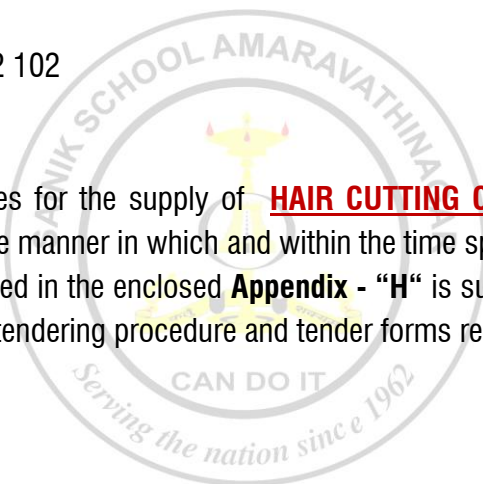 2 102
es for the supply of HAIR CUTTING C
e manner in which and within the time sp
ed in the enclosed Appendix - “H“ is su
tendering procedure and tender forms re
SAINIK SCHOOL AMARAVATHINAGAR
CAN DO IT
Serving the nation since 1962